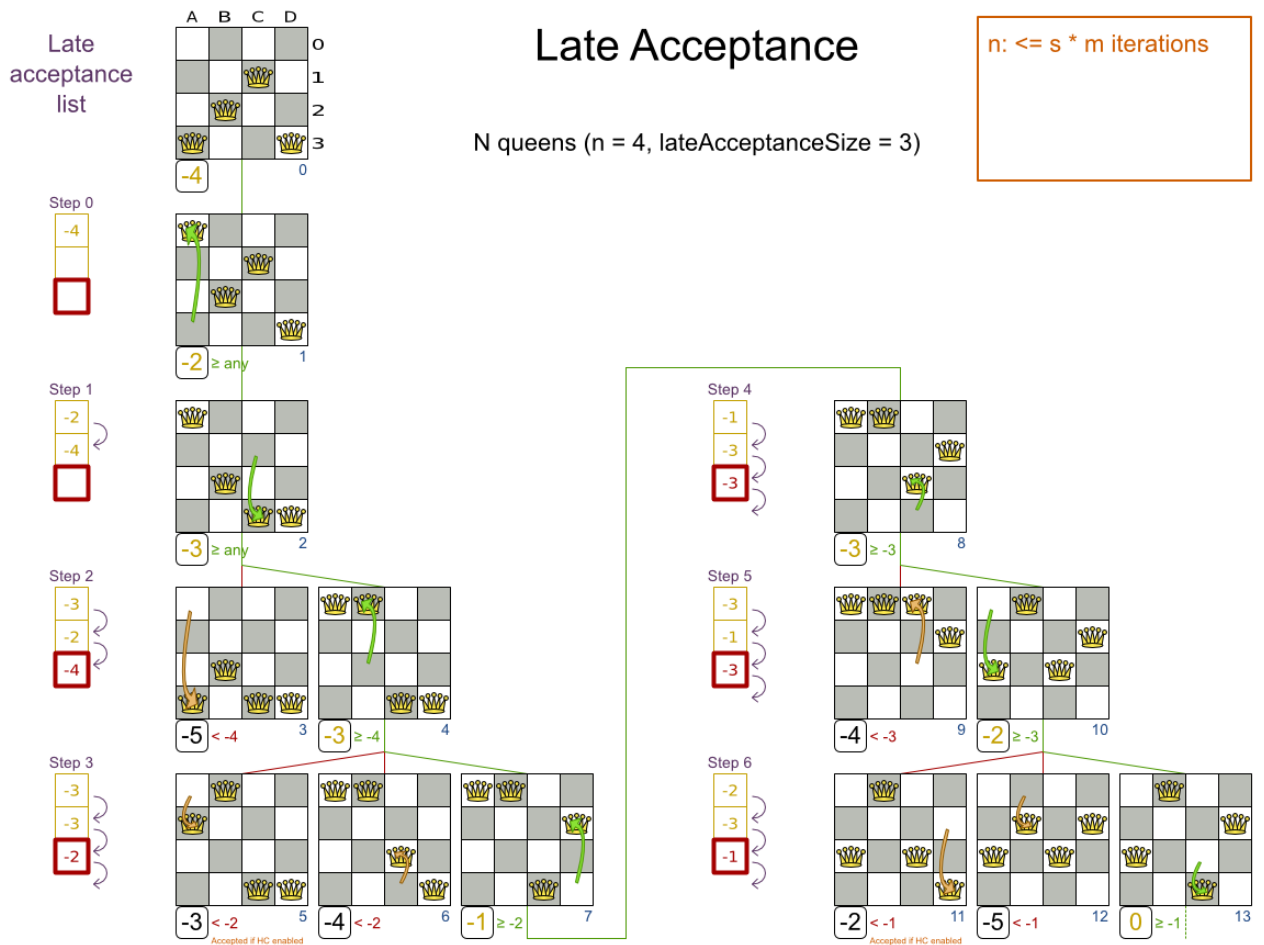 Late
acceptance
list
A B C D
0
1
2
3
-4
0
Late Acceptance
N queens (n = 4, lateAcceptanceSize = 3)
n: <= s * m iterations
Step 0
-4
-2 ≥ any
1
Step 1
-2
-4
-3 ≥ any
2
Step 2
-3
-2
-4
-5 < -4
3
-3 ≥ -4
4
Step 3
-3
-3
-2
-3 < -2
5
Accepted if HC enabled
-4 < -2
6
-1 ≥ -2
7
Step 4
-1
-3
-3
-3 ≥ -3
8
Step 5
-3
-1
-3
-4 < -3
9
-2 ≥ -3
10
Step 6
-2
-3
-1
-2 < -1
11
Accepted if HC enabled
-5 < -1
12
0 ≥ -1
13